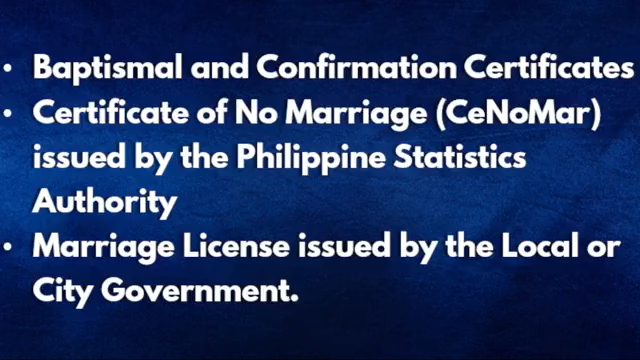 • Baptismal and Confirmation Certificates
• Certificate of No Marriage (CeNoMar)
issued by the Philippine Statistics
Authority
• Marriage License issued by the Local or
City Government.